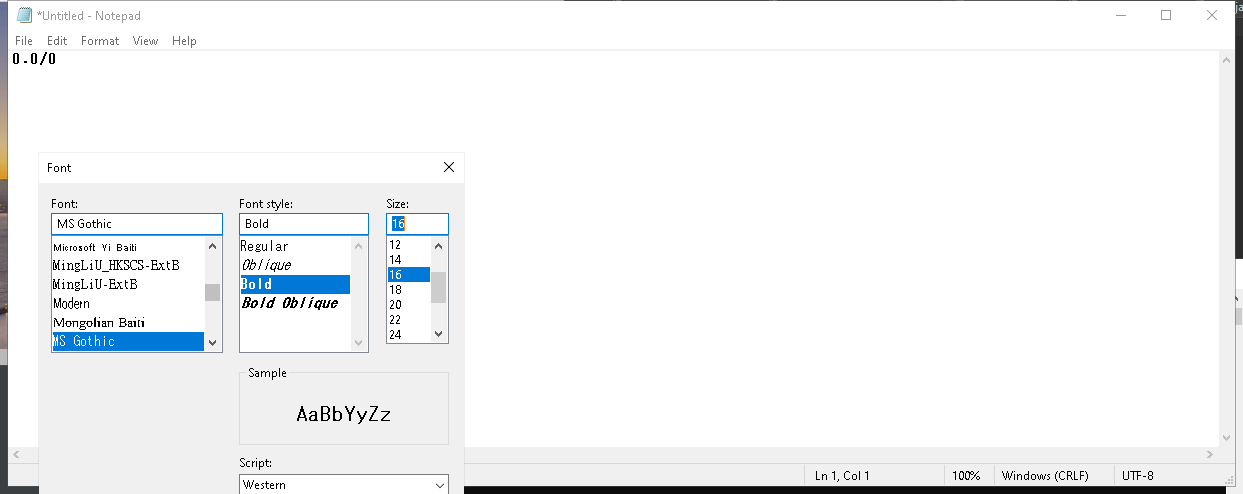 *Untitled - Notepad
File Edit Format View Help
0.0/0
Font
Font: Font style: Size:
MS Gothic Bold 16
Microsoft Yi Baiti Regular 12
MingLiU_HKSCS-ExtB Oblique 14
MingLiU-ExtB Bold 16
Modern Bold Oblique 18
Mongolian Baiti 20
MS Gothic 22
24
Sample
AaBbYyZz
Script:
Western
Ln 1, Col 1 100% Windows (CRLF) UTF-8